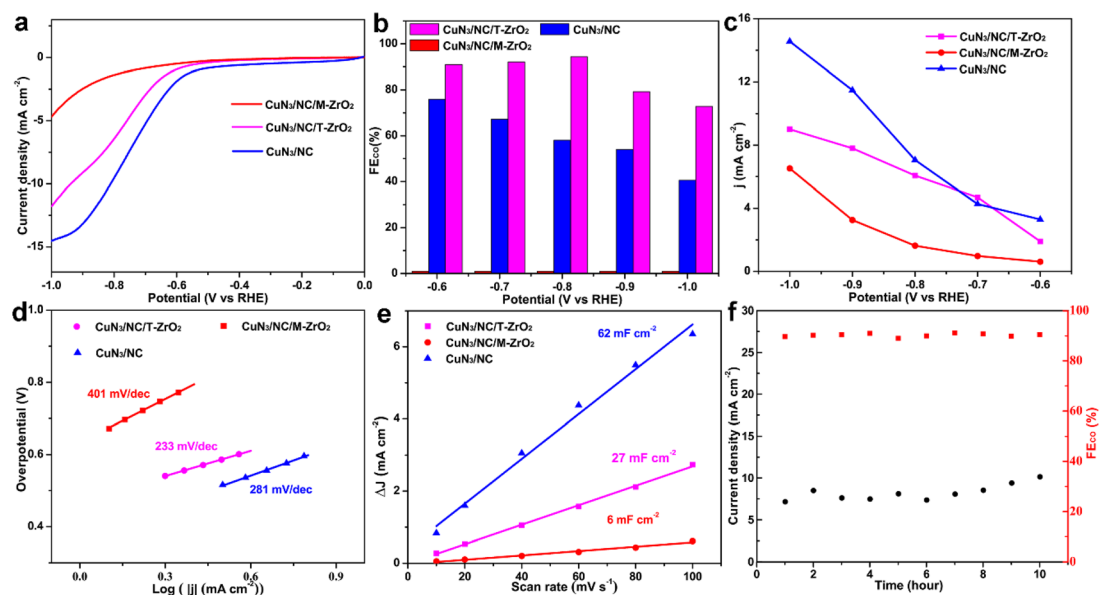 a
Current density (mA cm⁻²)
0
-5
-10
-15
CuN₃/NC/M-ZrO₂
CuN₃/NC/T-ZrO₂
CuN₃/NC
-1.0 -0.8 -0.6 -0.4 -0.2 0.0
Potential (V vs RHE)
b
FEco(%)
100
80
60
40
20
0
CuN₃/NC/T-ZrO₂ CuN₃/NC
CuN₃/NC/M-ZrO₂
-0.6 -0.7 -0.8 -0.9 -1.0
Potential (V vs RHE)
c
j (mA cm⁻²)
16
12
8
4
0
CuN₃/NC/T-ZrO₂
CuN₃/NC/M-ZrO₂
CuN₃/NC
-1.0 -0.9 -0.8 -0.7 -0.6
Potential (V vs RHE)
d
Overpotential (V)
1.0
0.8
0.6
0.4
CuN₃/NC/T-ZrO₂ CuN₃/NC/M-ZrO₂
CuN₃/NC
401 mV/dec
233 mV/dec
281 mV/dec
0.0 0.3 0.6 0.9
Log ( |j| (mA cm⁻²))
e
ΔJ (mA cm⁻²)
6
4
2
0
CuN₃/NC/T-ZrO₂
CuN₃/NC/M-ZrO₂
CuN₃/NC
62 mF cm⁻²
27 mF cm⁻²
6 mF cm⁻²
0 20 40 60 80 100
Scan rate (mV s⁻¹)
f
Current density (mA cm⁻²)
30
25
20
15
10
5
0
100
80
60
40
20
0
FEco (%)
0 2 4 6 8 10
Time (hour)